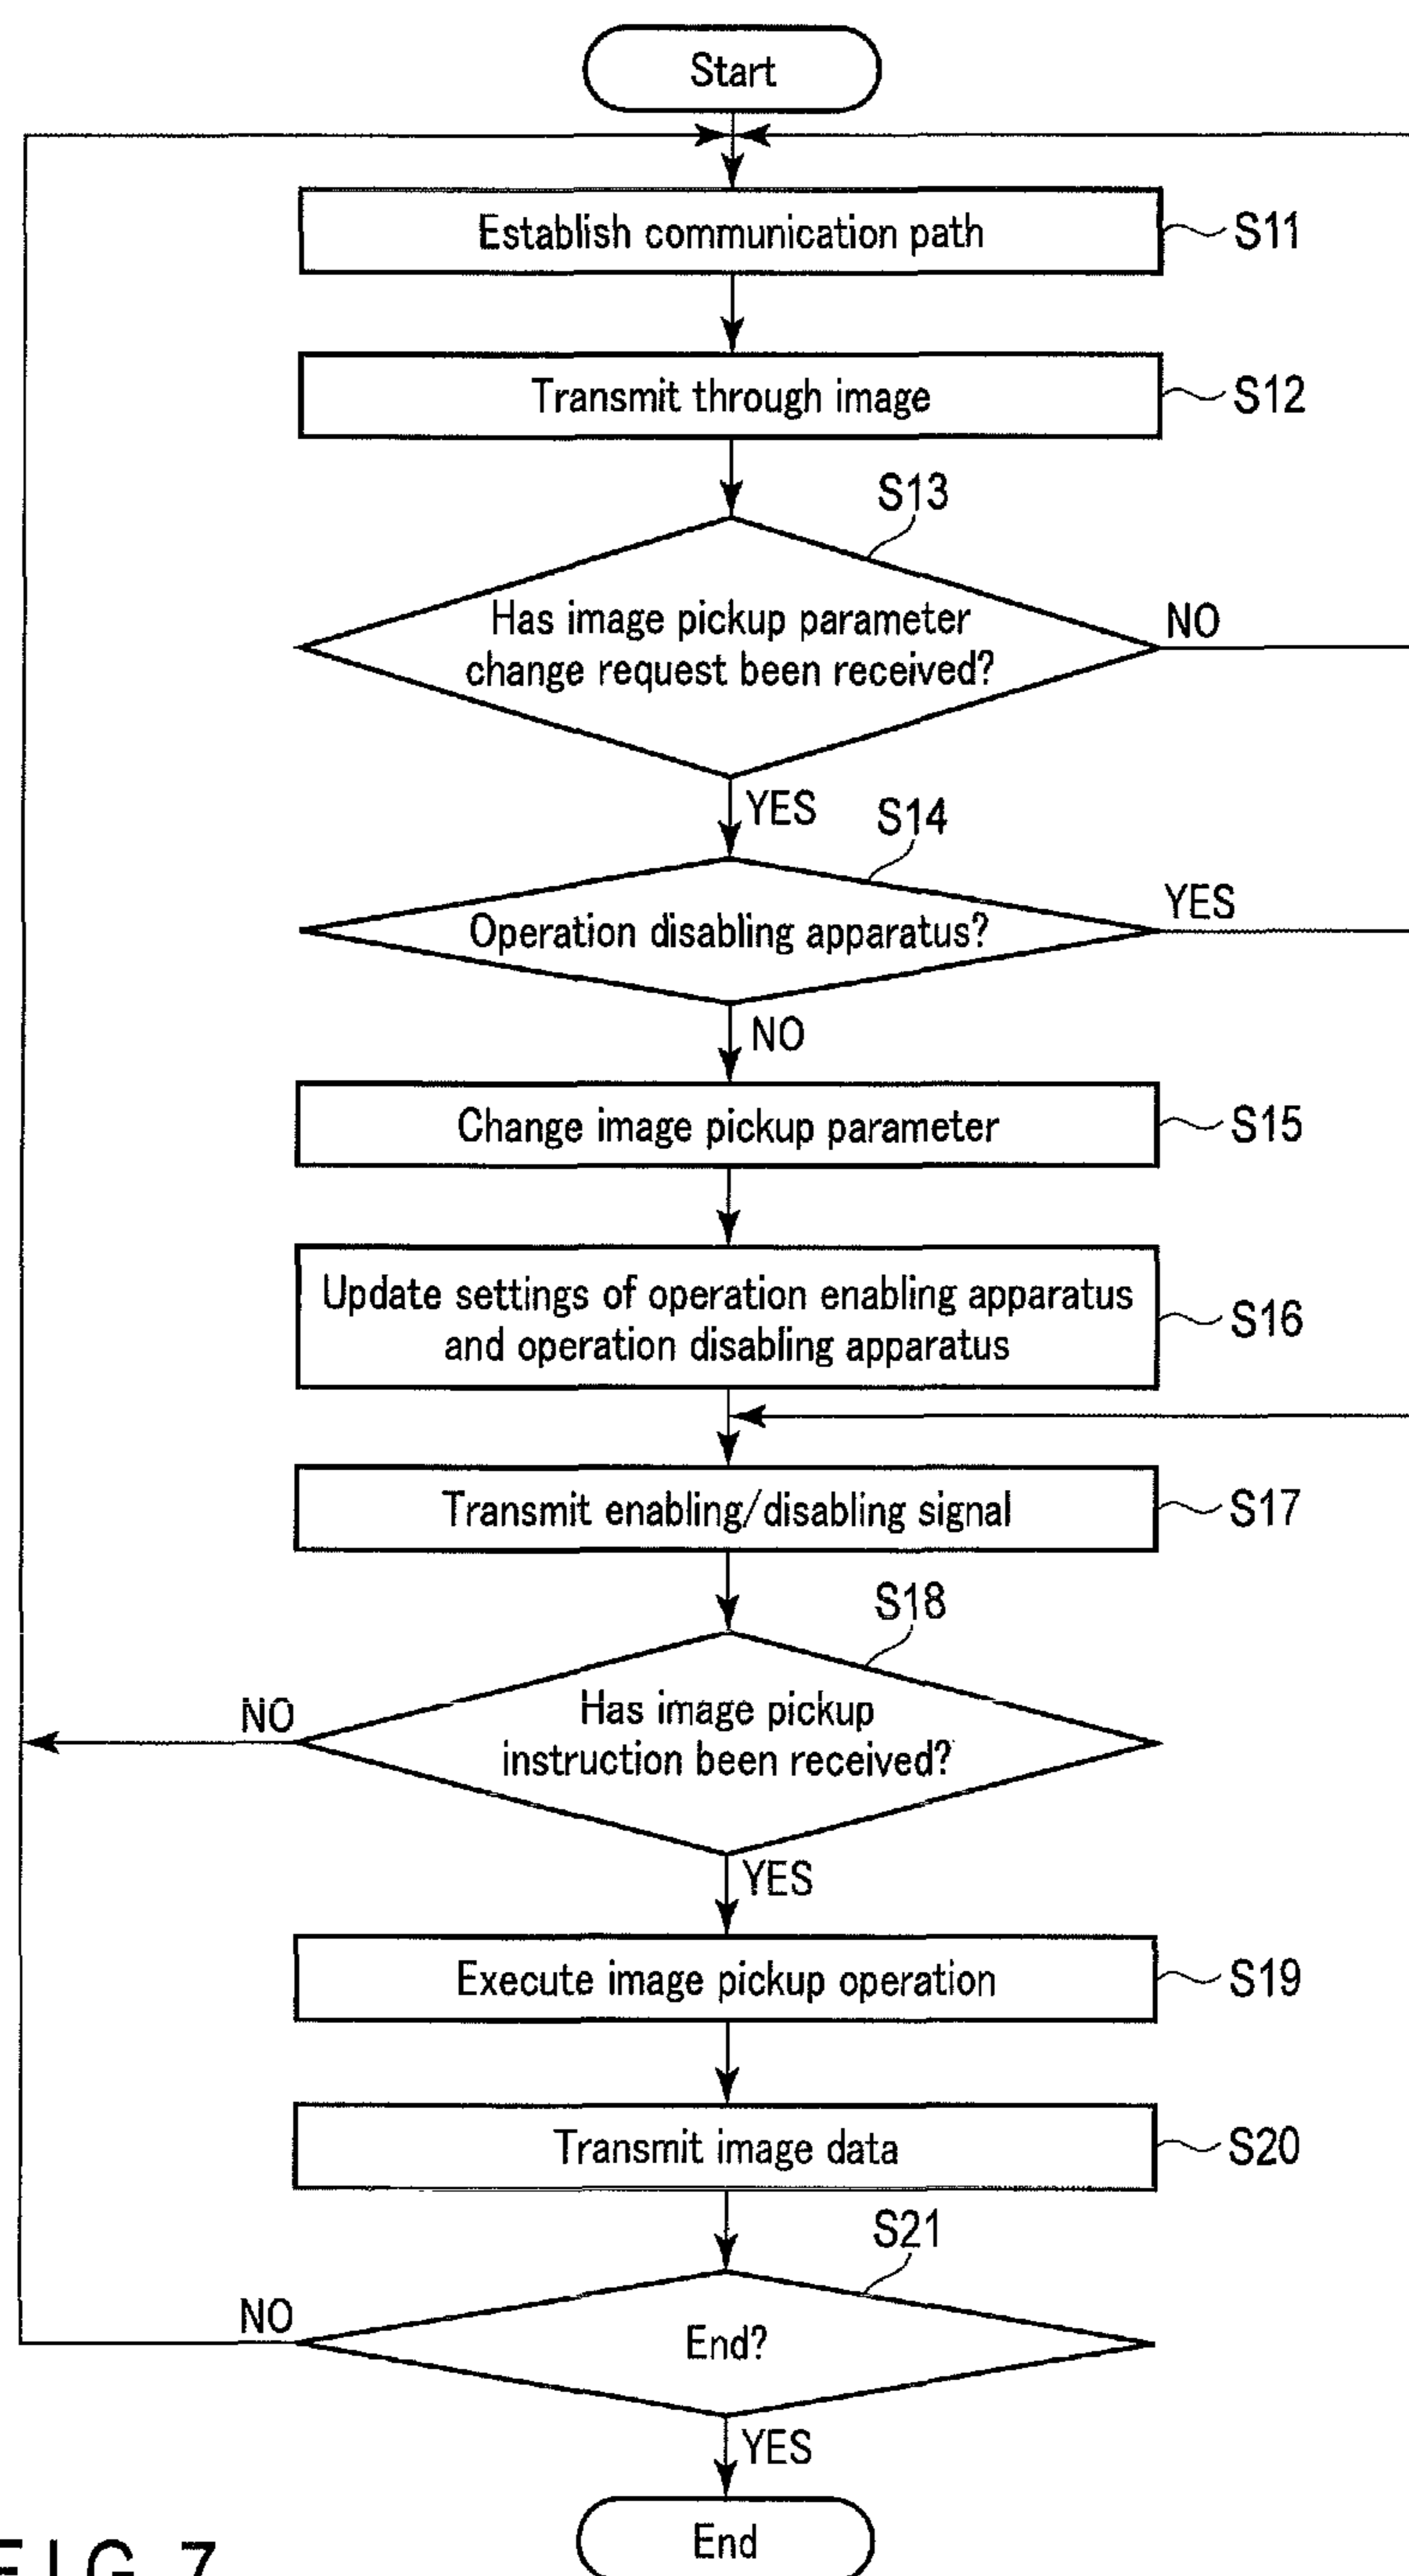 Start
Establish communication path
S11
Transmit through image
S12
S13
Has image pickup parameter
change request been received?
NO
YES
S14
Operation disabling apparatus?
YES
NO
Change image pickup parameter
S15
Update settings of operation enabling apparatus
and operation disabling apparatus
S16
Transmit enabling/disabling signal
S17
S18
Has image pickup
instruction been received?
NO
YES
Execute image pickup operation
S19
Transmit image data
S20
S21
End?
NO
YES
End
FIG. 7